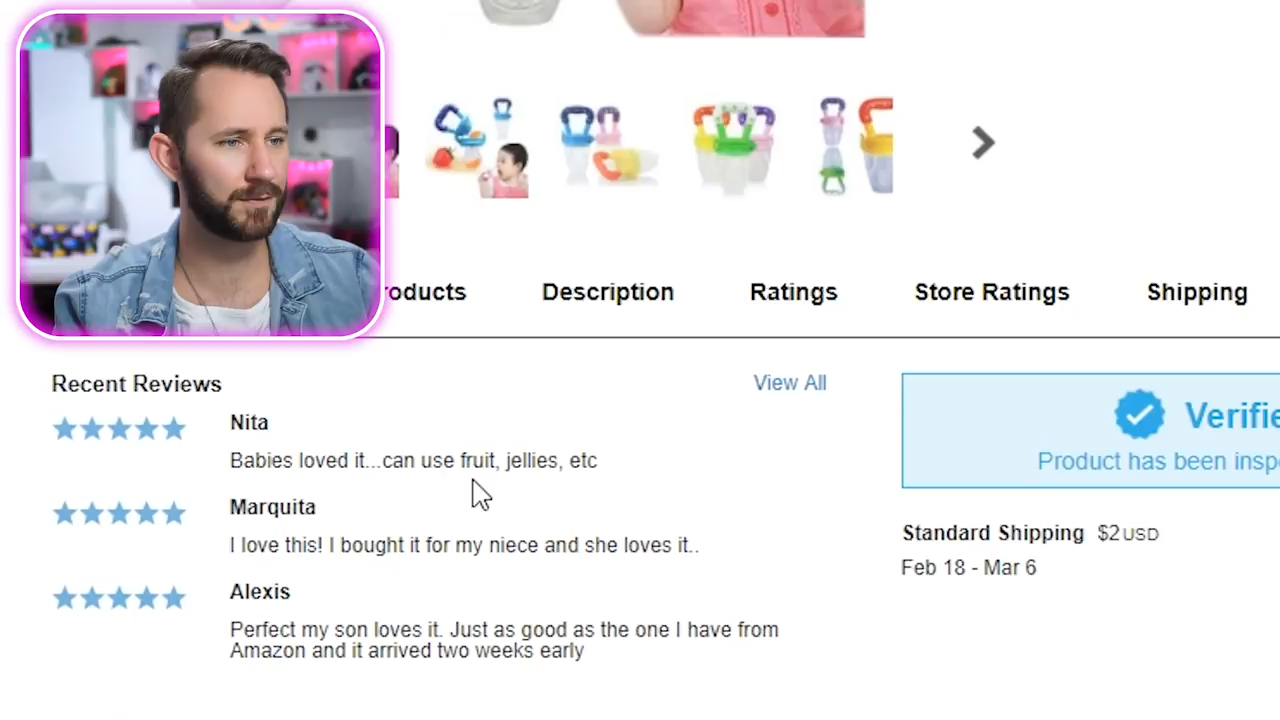 oducts Description Ratings Store Ratings Shipping
Recent Reviews View All
Nita
Babies loved it...can use fruit, jellies, etc
Marquita
I love this! I bought it for my niece and she loves it..
Alexis
Perfect my son loves it. Just as good as the one I have from
Amazon and it arrived two weeks early
Verifie
Product has been insp
Standard Shipping $2 USD
Feb 18 - Mar 6